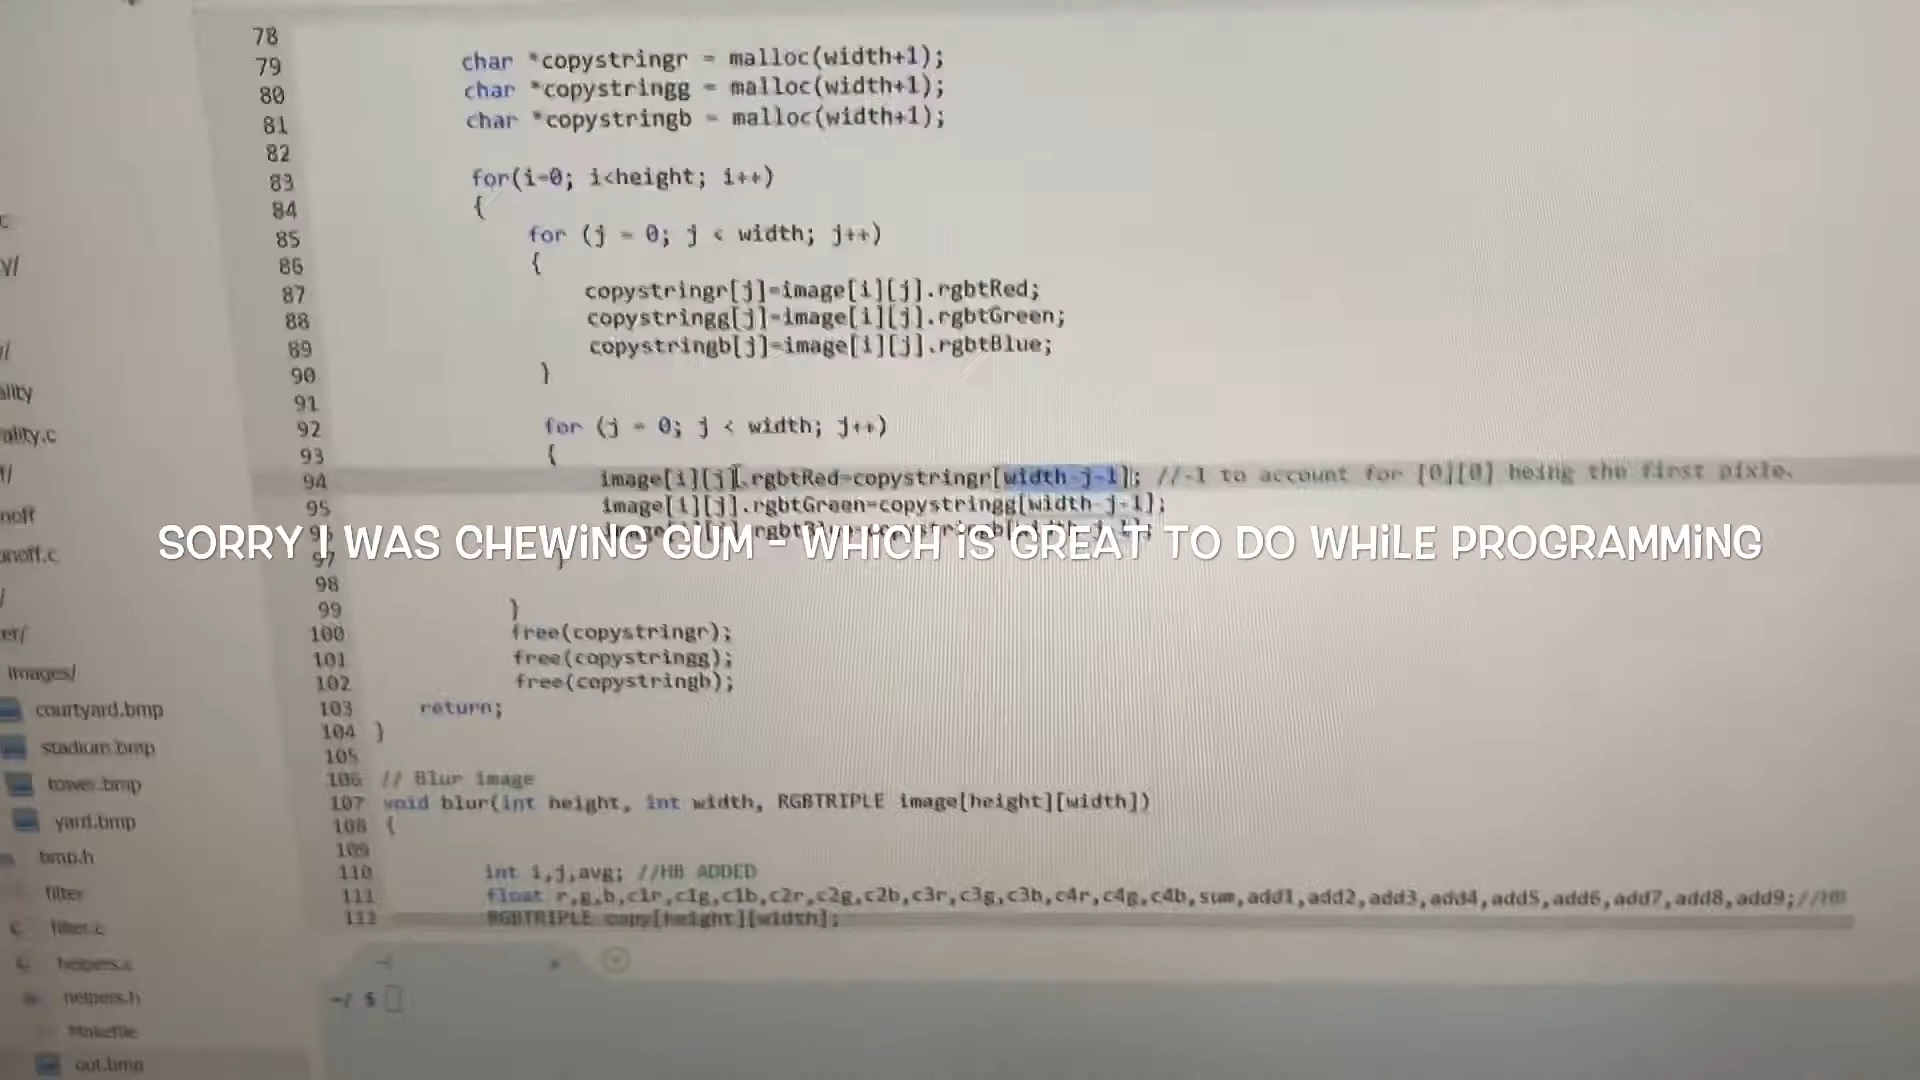 78
79 char *copystringr = malloc(width+1);
80 char *copystringg = malloc(width+1);
81 char *copystringb = malloc(width+1);
82
83 for(i=0; i<height; i++)
84 {
85 for (j = 0; j < width; j++)
86 {
87 copystringr[j]=image[i][j].rgbtRed;
88 copystringg[j]=image[i][j].rgbtGreen;
89 copystringb[j]=image[i][j].rgbtBlue;
90 }
91
92 for (j = 0; j < width; j++)
93 {
94 image[i][j].rgbtRed=copystringr[width-j-1]; //-1 to account for [0][0] being the first pixle.
95 image[i][j].rgbtGreen=copystringg[width-j-1];
SORRY I WAS CHEWING GUM - WHICH IS GREAT TO DO WHILE PROGRAMMING
97 }
98
99 }
100 free(copystringr);
101 free(copystringg);
102 free(copystringb);
103 return;
104 }
105
106 // Blur image
107 void blur(int height, int width, RGBTRIPLE image[height][width])
108 {
109
110 int i,j,avg; //HB ADDED
111 float r,g,b,c1r,c1g,c1b,c2r,c2g,c2b,c3r,c3g,c3b,c4r,c4g,c4b,sum,add1,add2,add3,add4,add5,add6,add7,add8,add9;//HB
112 RGBTRIPLE copy[height][width];
~/ $
c
y/
ality
ality.c
noff
noff.c
er/
images/
courtyard.bmp
stadium.bmp
tower.bmp
yard.bmp
bmp.h
filter
filter.c
helpers.c
helpers.h
Makefile
out.bmp